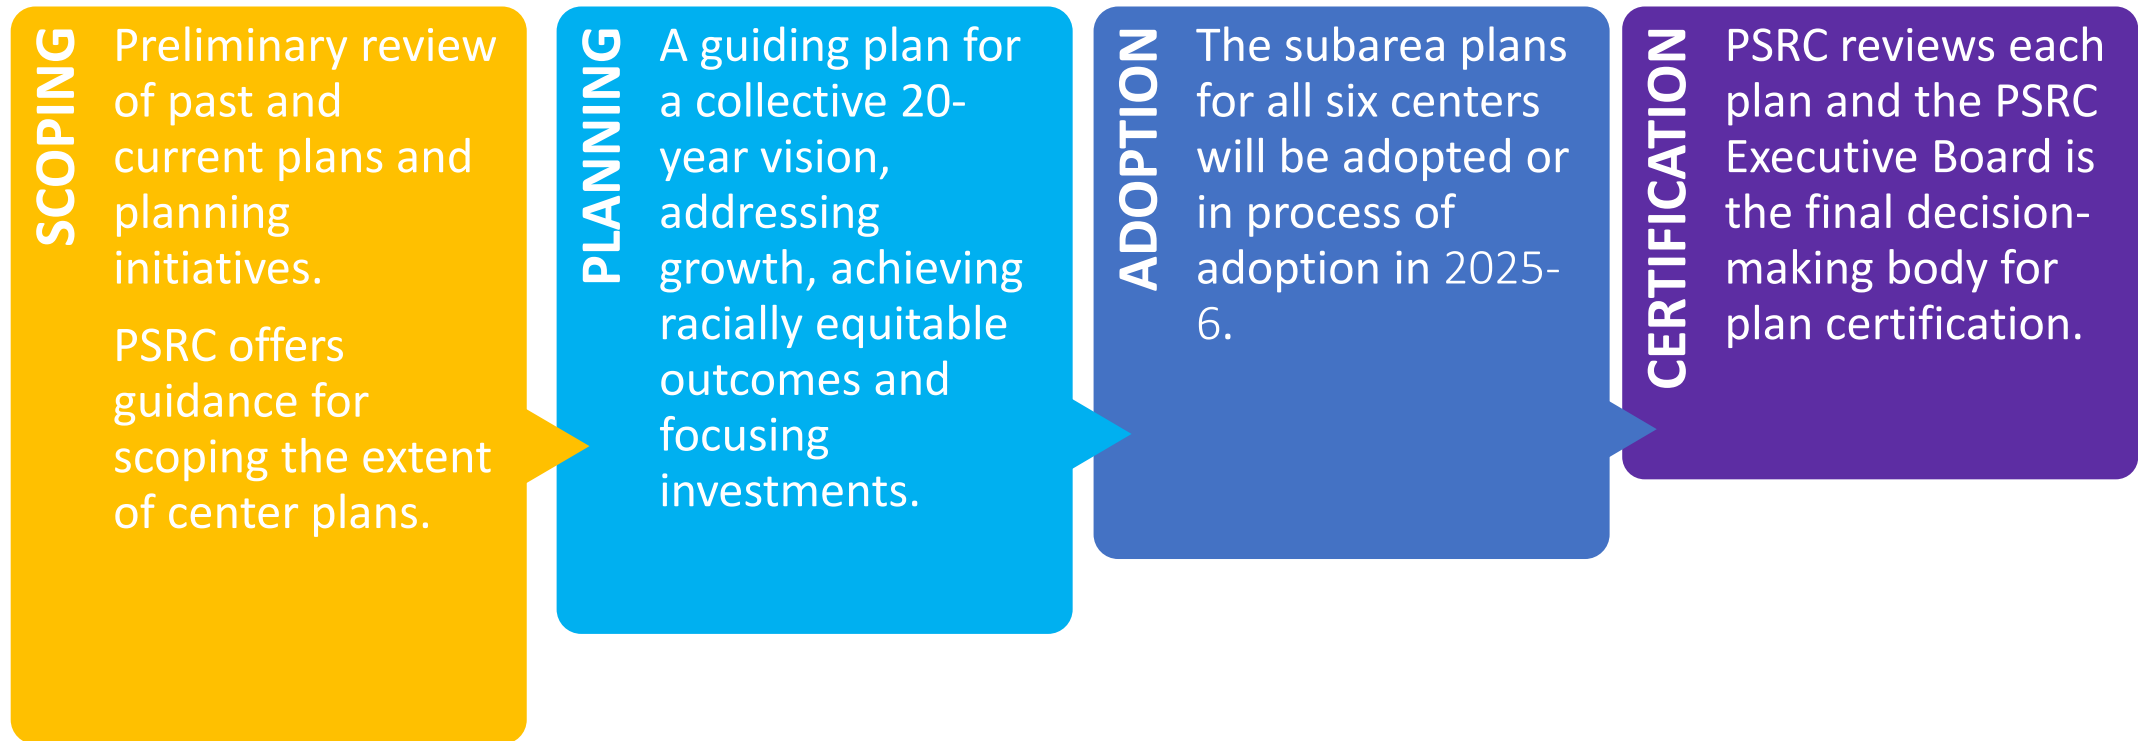 SCOPING
Preliminary review
of past and
current plans and
planning
initiatives.
PSRC offers
guidance for
scoping the extent
of center plans.
PLANNING
A guiding plan for
a collective 20-
year vision,
addressing
growth, achieving
racially equitable
outcomes and
focusing
investments.
ADOPTION
The subarea plans
for all six centers
will be adopted or
in process of
adoption in 2025-
6.
CERTIFICATION
PSRC reviews each
plan and the PSRC
Executive Board is
the final decision-
making body for
plan certification.